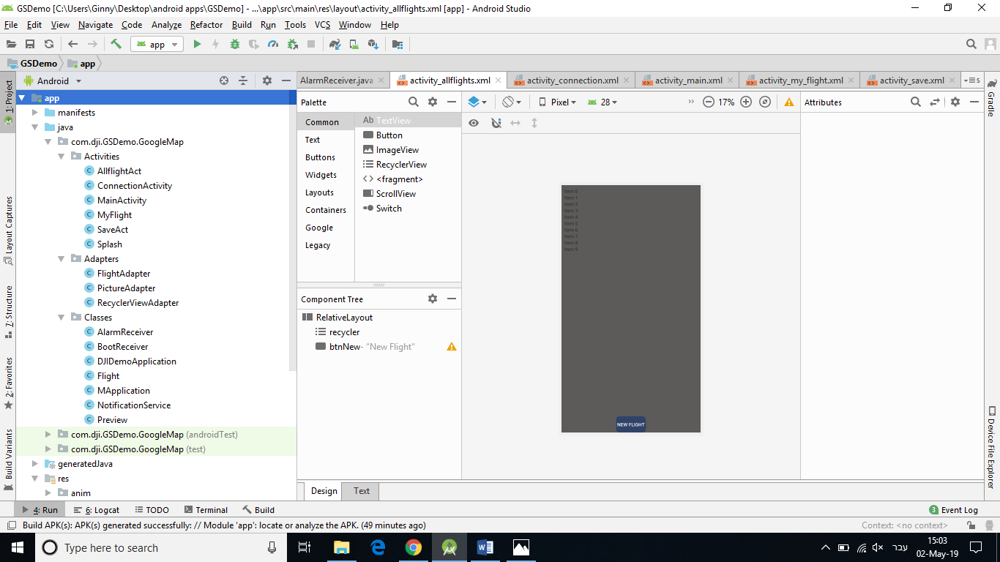 GSDemo [C:\Users\Ginny\Desktop\android apps\GSDemo] - ...\app\src\main\res\layout\activity_allflights.xml [app] - Android Studio
File Edit View Navigate Code Analyze Refactor Build Run Tools VCS Window Help
app
GSDemo app
1: Project
Layout Captures
7: Structure
2: Favorites
Build Variants
Android
app
manifests
java
com.dji.GSDemo.GoogleMap
Activities
AllflightAct
ConnectionActivity
MainActivity
MyFlight
SaveAct
Splash
Adapters
FlightAdapter
PictureAdapter
RecyclerViewAdapter
Classes
AlarmReceiver
BootReceiver
DJIDemoApplication
Flight
MApplication
NotificationService
Preview
com.dji.GSDemo.GoogleMap (androidTest)
com.dji.GSDemo.GoogleMap (test)
generatedJava
res
anim
AlarmReceiver.java activity_allflights.xml activity_connection.xml activity_main.xml activity_my_flight.xml activity_save.xml 5
Palette
Common
Text
Buttons
Widgets
Layouts
Containers
Google
Legacy
Ab TextView
Button
ImageView
RecyclerView
<fragment>
ScrollView
Switch
Component Tree
RelativeLayout
recycler
btnNew- "New Flight"
Pixel 28 17%
Item 0
Item 1
Item 2
Item 3
Item 4
Item 5
Item 6
Item 7
Item 8
Item 9
NEW FLIGHT
Attributes
Gradle
Device File Explorer
Design Text
4: Run 6: Logcat TODO Terminal Build 3 Event Log
Build APK(s): APK(s) generated successfully: // Module 'app': locate or analyze the APK. (49 minutes ago) Context: <no context>
Type here to search
עבר
15:03
02-May-19